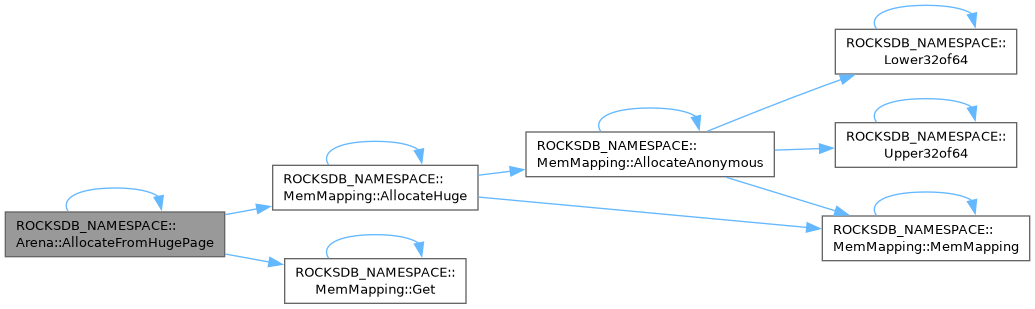 ROCKSDB_NAMESPACE::
Arena::AllocateFromHugePage
ROCKSDB_NAMESPACE::
MemMapping::AllocateHuge
ROCKSDB_NAMESPACE::
MemMapping::Get
ROCKSDB_NAMESPACE::
MemMapping::AllocateAnonymous
ROCKSDB_NAMESPACE::
Lower32of64
ROCKSDB_NAMESPACE::
Upper32of64
ROCKSDB_NAMESPACE::
MemMapping::MemMapping